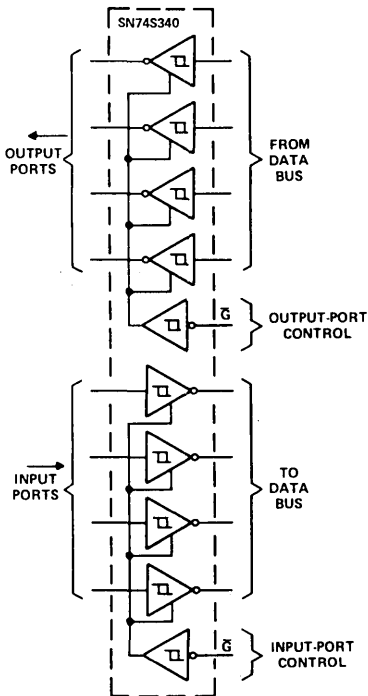 SN74S340
OUTPUT
PORTS
FROM
DATA
BUS
G̅
OUTPUT-PORT
CONTROL
INPUT
PORTS
TO
DATA
BUS
G̅
INPUT-PORT
CONTROL